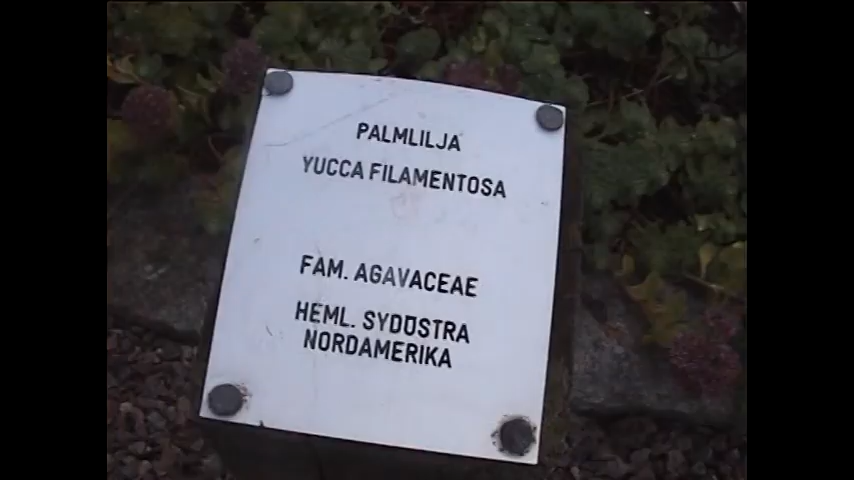 PALMLILJA
YUCCA FILAMENTOSA
FAM. AGAVACEAE
HEML. SYDÖSTRA
NORDAMERIKA